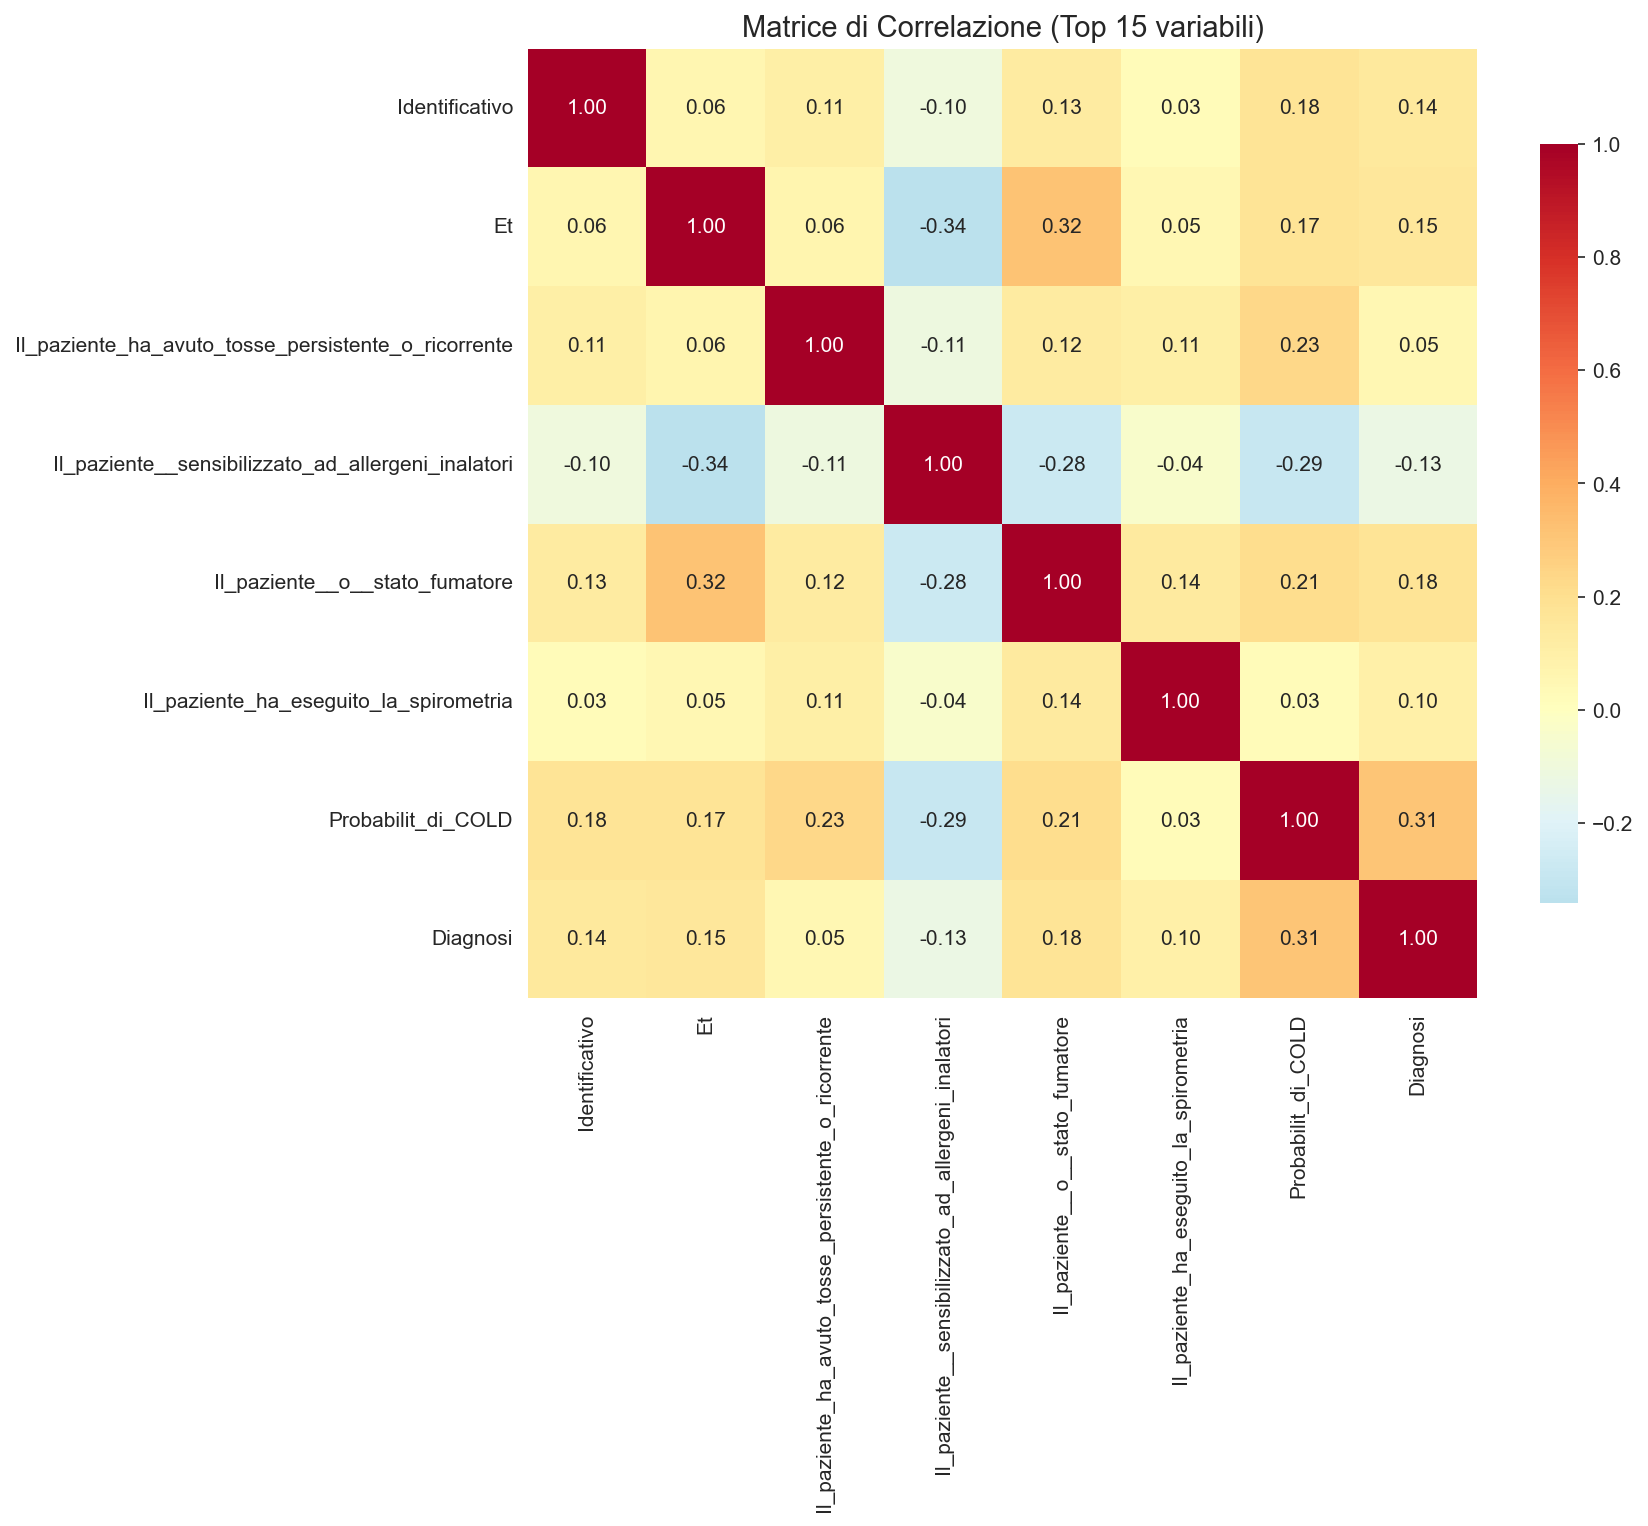 Matrice di Correlazione (Top 15 variabili)
Identificativo 1.00 0.06 0.11 -0.10 0.13 0.03 0.18 0.14
Et 0.06 1.00 0.06 -0.34 0.32 0.05 0.17 0.15
Il_paziente_ha_avuto_tosse_persistente_o_ricorrente 0.11 0.06 1.00 -0.11 0.12 0.11 0.23 0.05
Il_paziente__sensibilizzato_ad_allergeni_inalatori -0.10 -0.34 -0.11 1.00 -0.28 -0.04 -0.29 -0.13
Il_paziente__o__stato_fumatore 0.13 0.32 0.12 -0.28 1.00 0.14 0.21 0.18
Il_paziente_ha_eseguito_la_spirometria 0.03 0.05 0.11 -0.04 0.14 1.00 0.03 0.10
Probabilit_di_COLD 0.18 0.17 0.23 -0.29 0.21 0.03 1.00 0.31
Diagnosi 0.14 0.15 0.05 -0.13 0.18 0.10 0.31 1.00
Identificativo
Et
Il_paziente_ha_avuto_tosse_persistente_o_ricorrente
Il_paziente__sensibilizzato_ad_allergeni_inalatori
Il_paziente__o__stato_fumatore
Il_paziente_ha_eseguito_la_spirometria
Probabilit_di_COLD
Diagnosi
1.0
0.8
0.6
0.4
0.2
0.0
−0.2